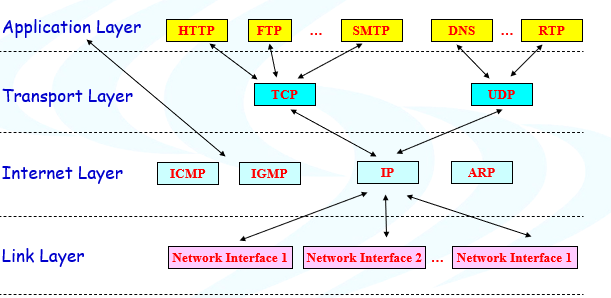 Application Layer HTTP FTP ... SMTP DNS ... RTP
Transport Layer TCP UDP
Internet Layer ICMP IGMP IP ARP
Link Layer Network Interface 1 Network Interface 2 ... Network Interface 1